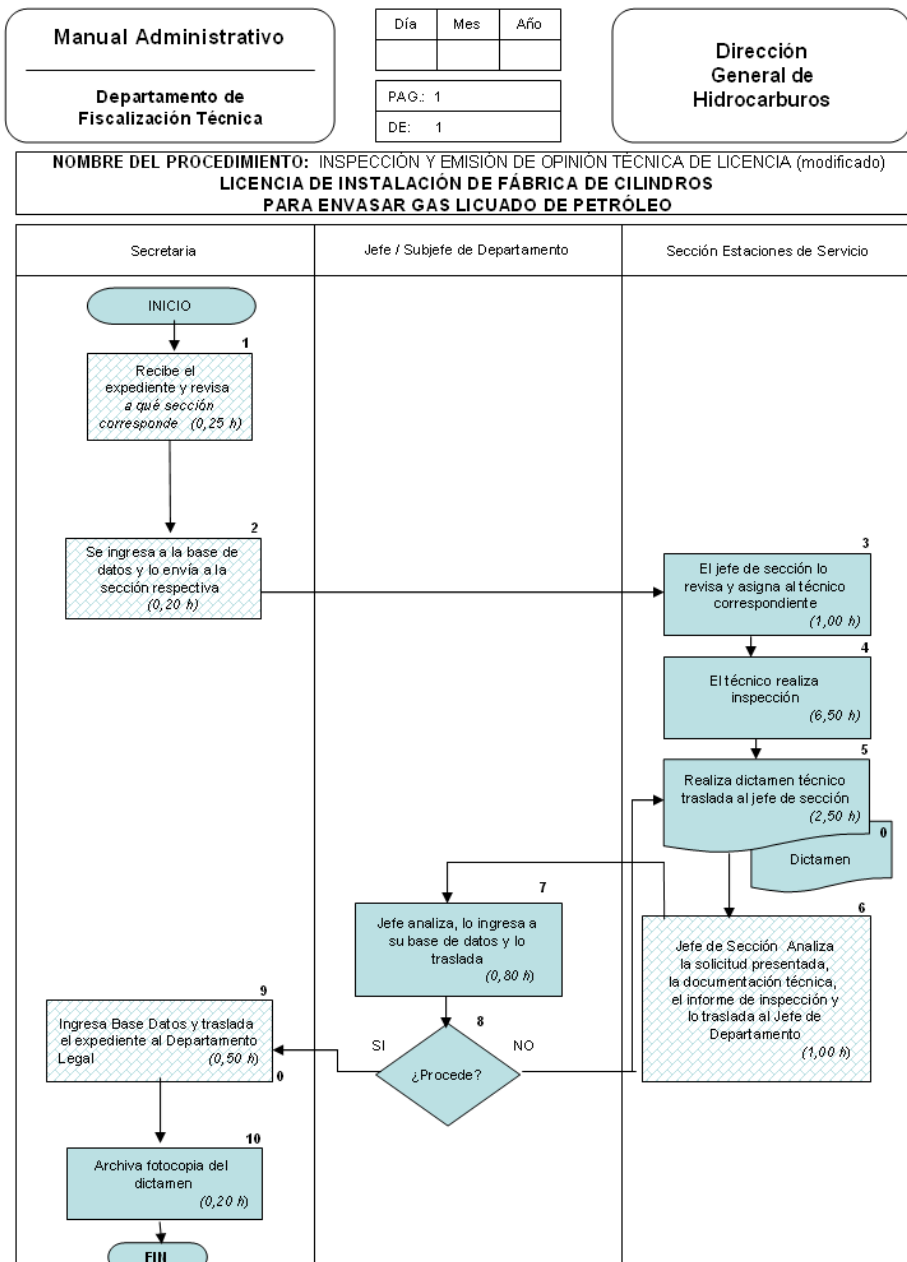 Manual Administrativo
Departamento de
Fiscalización Técnica
Día Mes Año
PAG.: 1
DE: 1
Dirección
General de
Hidrocarburos
NOMBRE DEL PROCEDIMIENTO: INSPECCIÓN Y EMISIÓN DE OPINIÓN TÉCNICA DE LICENCIA (modificado)
LICENCIA DE INSTALACIÓN DE FÁBRICA DE CILINDROS
PARA ENVASAR GAS LICUADO DE PETRÓLEO
Secretaria
Jefe / Subjefe de Departamento
Sección Estaciones de Servicio
INICIO
1
Recibe el
expediente y revisa
a qué sección
corresponde (0,25 h)
2
Se ingresa a la base de
datos y lo envía a la
sección respectiva
(0,20 h)
3
El jefe de sección lo
revisa y asigna al técnico
correspondiente
(1,00 h)
4
El técnico realiza
inspección
(6,50 h)
5
Realiza dictamen técnico
traslada al jefe de sección
(2,50 h)
0
Dictamen
6
Jefe de Sección Analiza
la solicitud presentada,
la documentación técnica,
el informe de inspección y
lo traslada al Jefe de
Departamento
(1,00 h)
7
Jefe analiza, lo ingresa a
su base de datos y lo
traslada
(0,80 h)
8
SI NO
¿Procede?
9
Ingresa Base Datos y traslada
el expediente al Departamento
Legal (0,50 h)
0
10
Archiva fotocopia del
dictamen
(0,20 h)
FIN